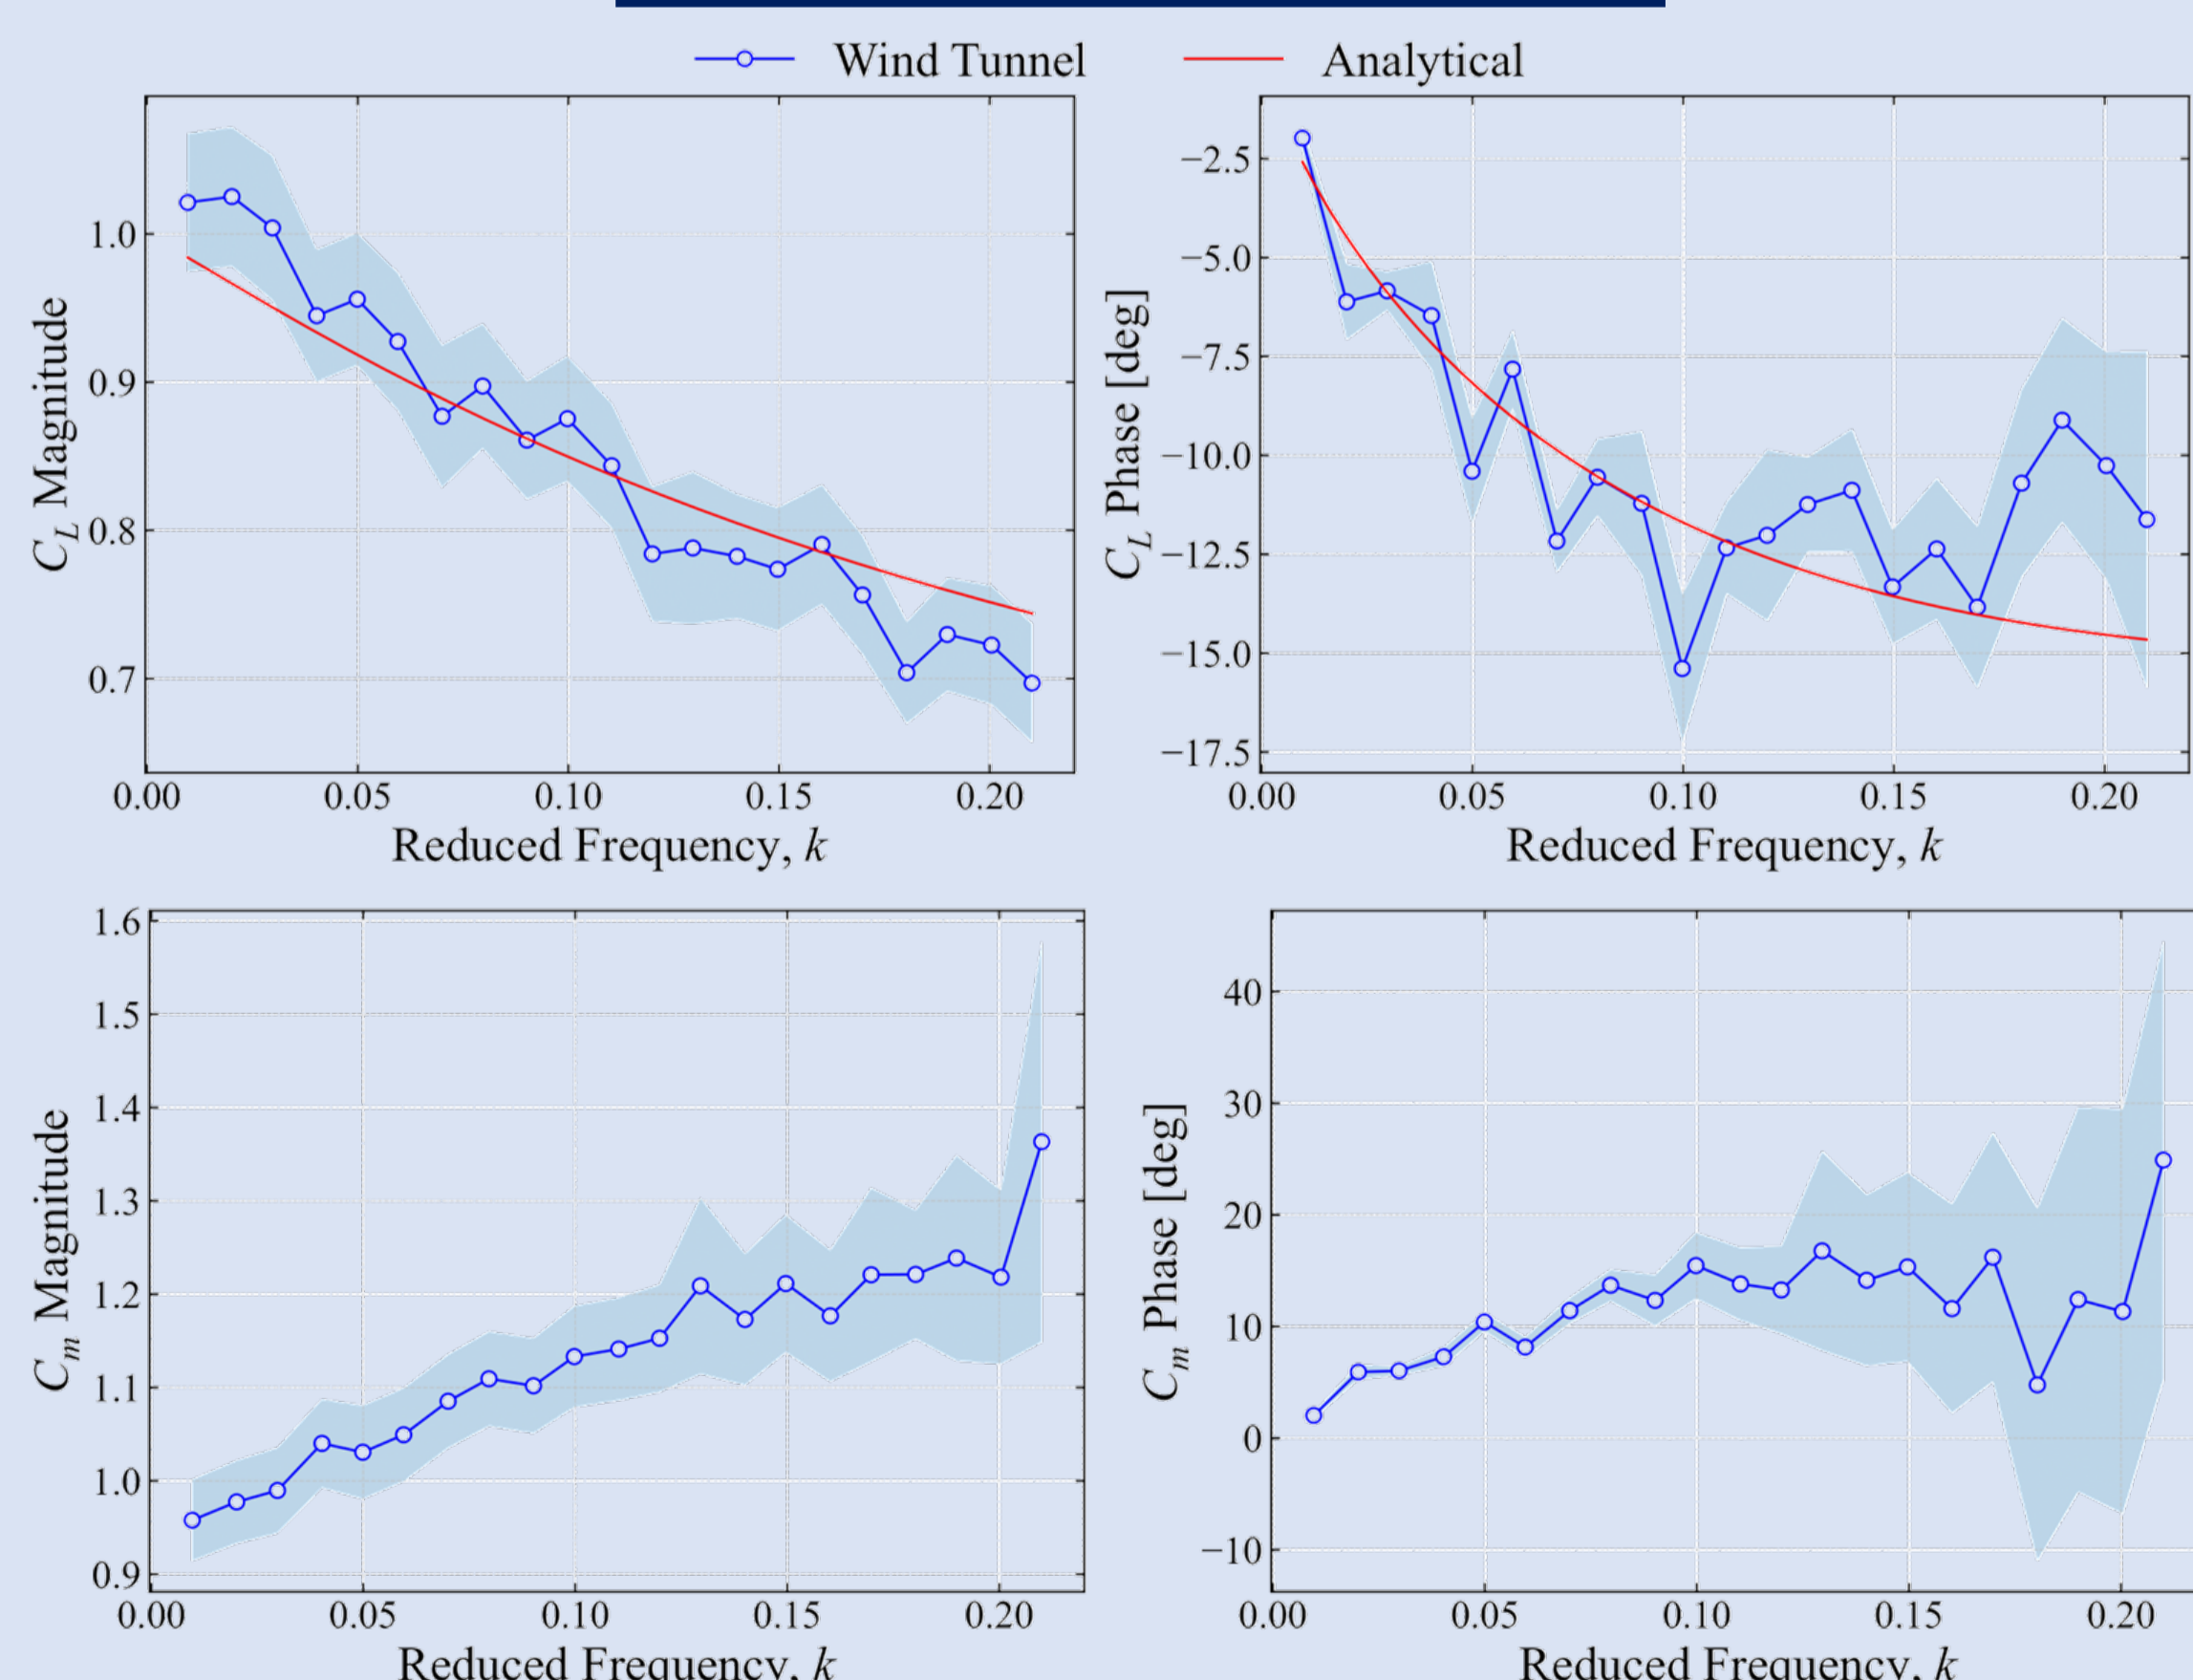 Wind Tunnel Analytical
C_L Magnitude
1.0
0.9
0.8
0.7
0.00 0.05 0.10 0.15 0.20
Reduced Frequency, k
C_L Phase [deg]
−2.5
−5.0
−7.5
−10.0
−12.5
−15.0
−17.5
0.00 0.05 0.10 0.15 0.20
Reduced Frequency, k
C_m Magnitude
1.6
1.5
1.4
1.3
1.2
1.1
1.0
0.9
0.00 0.05 0.10 0.15 0.20
Reduced Frequency, k
C_m Phase [deg]
40
30
20
10
0
−10
0.00 0.05 0.10 0.15 0.20
Reduced Frequency, k